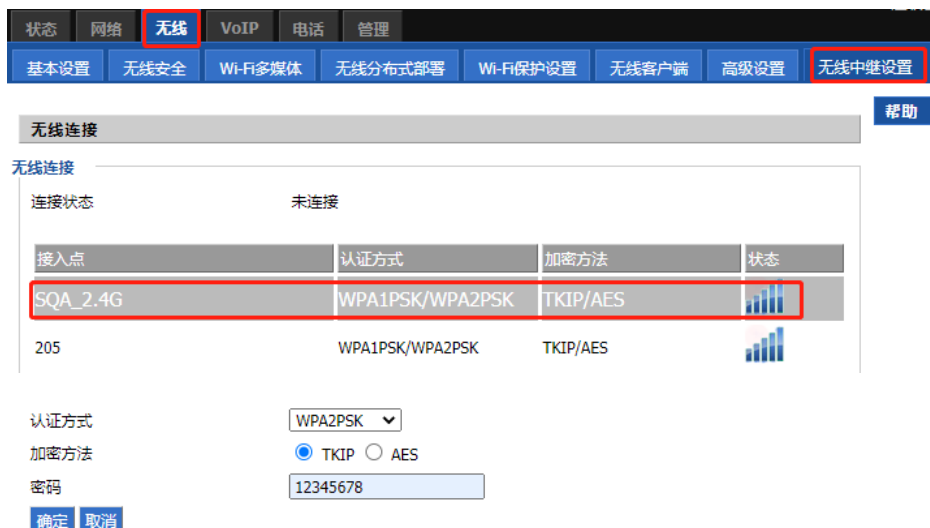 状态 网络 无线 VoIP 电话 管理
基本设置 无线安全 Wi-Fi多媒体 无线分布式部署 Wi-Fi保护设置 无线客户端 高级设置 无线中继设置
帮助
无线连接
无线连接
连接状态 未连接
接入点 认证方式 加密方法 状态
SQA_2.4G WPA1PSK/WPA2PSK TKIP/AES
205 WPA1PSK/WPA2PSK TKIP/AES
认证方式 WPA2PSK
加密方法 TKIP AES
密码 12345678
确定 取消